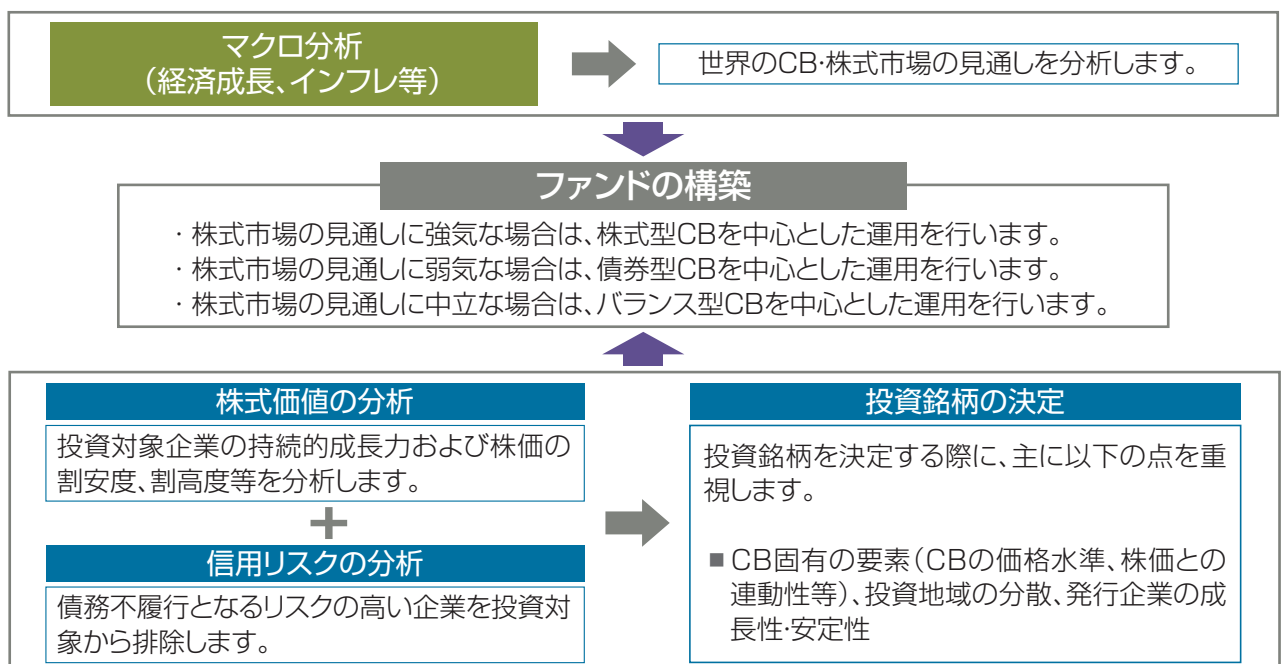 マクロ分析
（経済成長、インフレ等）
世界のCB・株式市場の見通しを分析します。
ファンドの構築
・株式市場の見通しに強気な場合は、株式型CBを中心とした運用を行います。
・株式市場の見通しに弱気な場合は、債券型CBを中心とした運用を行います。
・株式市場の見通しに中立な場合は、バランス型CBを中心とした運用を行います。
株式価値の分析
投資対象企業の持続的成長力および株価の
割安度、割高度等を分析します。
+
信用リスクの分析
債務不履行となるリスクの高い企業を投資対
象から排除します。
投資銘柄の決定
投資銘柄を決定する際に、主に以下の点を重
視します。
■CB固有の要素（CBの価格水準、株価との
連動性等）、投資地域の分散、発行企業の成
長性・安定性